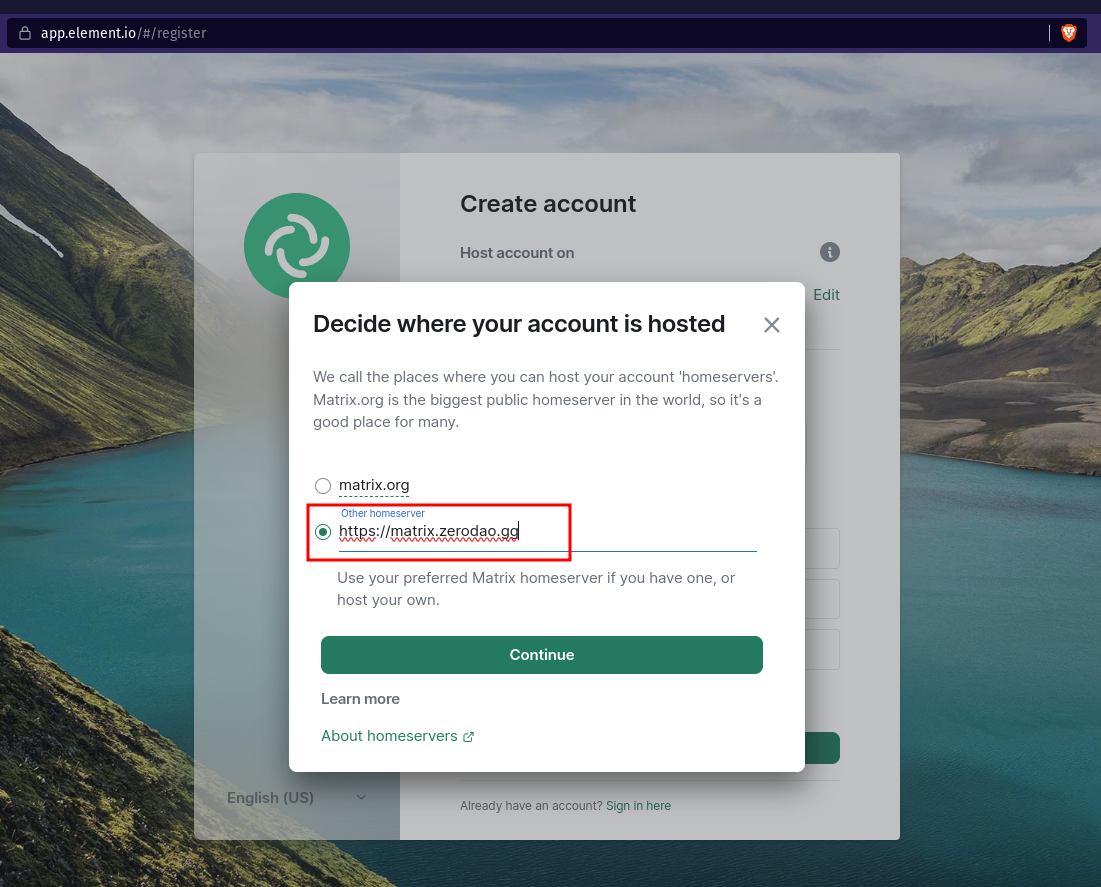 app.element.io/#/register
Create account
Host account on
Edit
Decide where your account is hosted
We call the places where you can host your account 'homeservers'.
Matrix.org is the biggest public homeserver in the world, so it's a
good place for many.
matrix.org
Other homeserver
https://matrix.zerodao.gg
Use your preferred Matrix homeserver if you have one, or
host your own.
Continue
Learn more
About homeservers
English (US)
Already have an account? Sign in here